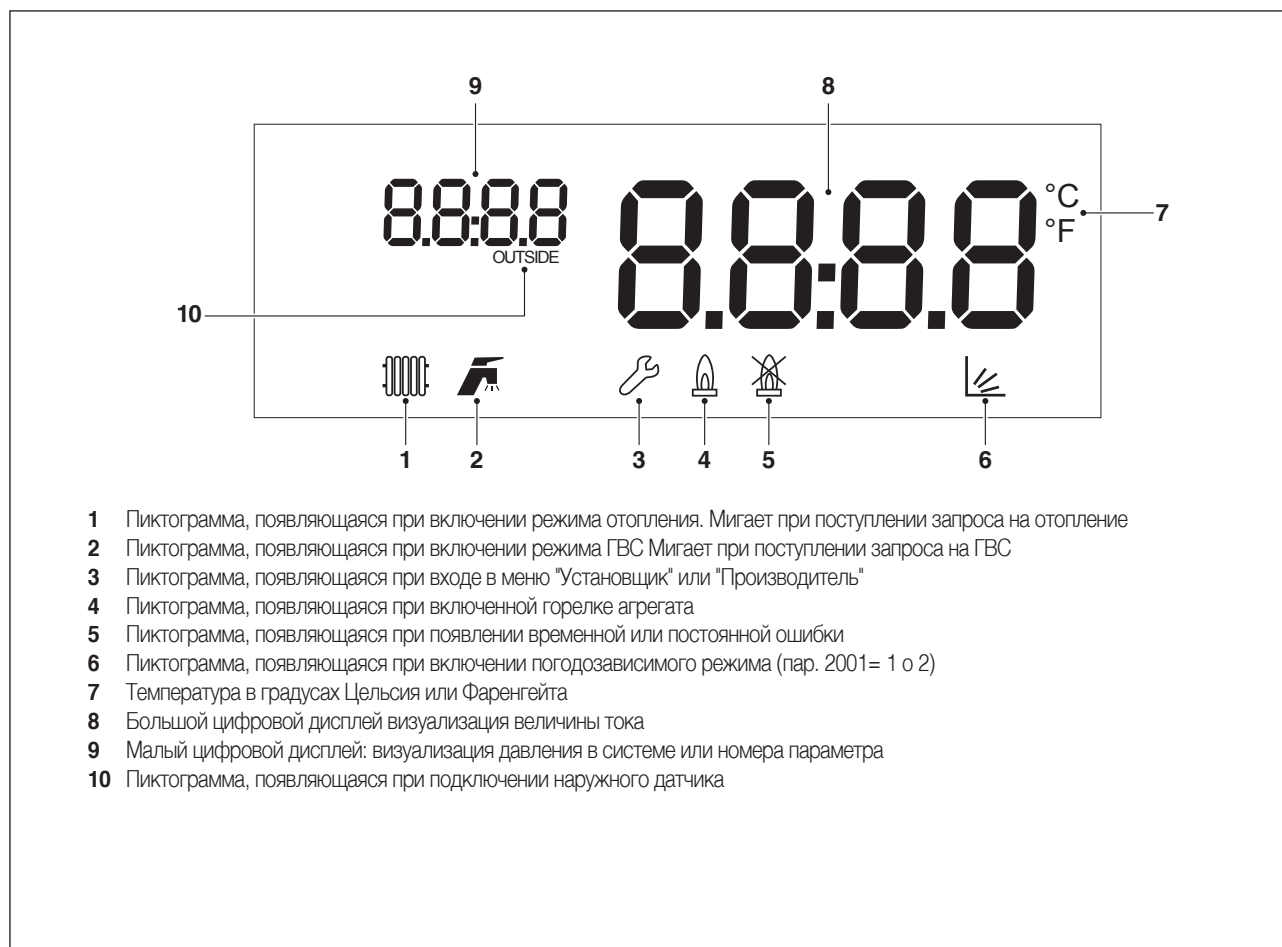 9
8
8.8:8.8
8.8:8.8
°C
°F
7
OUTSIDE
10
1
2
3
4
5
6
1 Пиктограмма, появляющаяся при включении режима отопления. Мигает при поступлении запроса на отопление
2 Пиктограмма, появляющаяся при включении режима ГВС Мигает при поступлении запроса на ГВС
3 Пиктограмма, появляющаяся при входе в меню "Установщик" или "Производитель"
4 Пиктограмма, появляющаяся при включенной горелке агрегата
5 Пиктограмма, появляющаяся при появлении временной или постоянной ошибки
6 Пиктограмма, появляющаяся при включении погодозависимого режима (пар. 2001= 1 о 2)
7 Температура в градусах Цельсия или Фаренгейта
8 Большой цифровой дисплей визуализация величины тока
9 Малый цифровой дисплей: визуализация давления в системе или номера параметра
10 Пиктограмма, появляющаяся при подключении наружного датчика